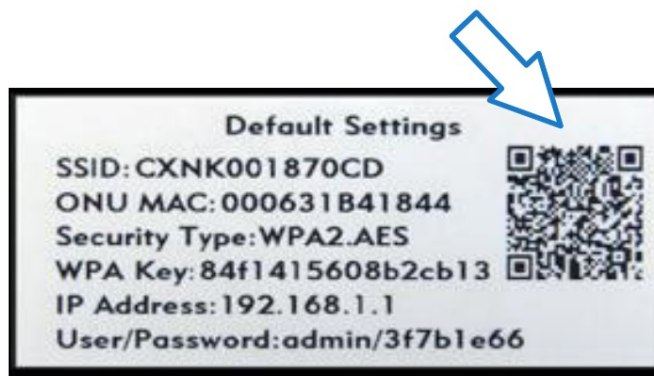 Default Settings
SSID:CXNK001870CD
ONU MAC:000631B41844
Security Type:WPA2.AES
WPA Key:84f1415608b2cb13
IP Address:192.168.1.1
User/Password:admin/3f7b1e66